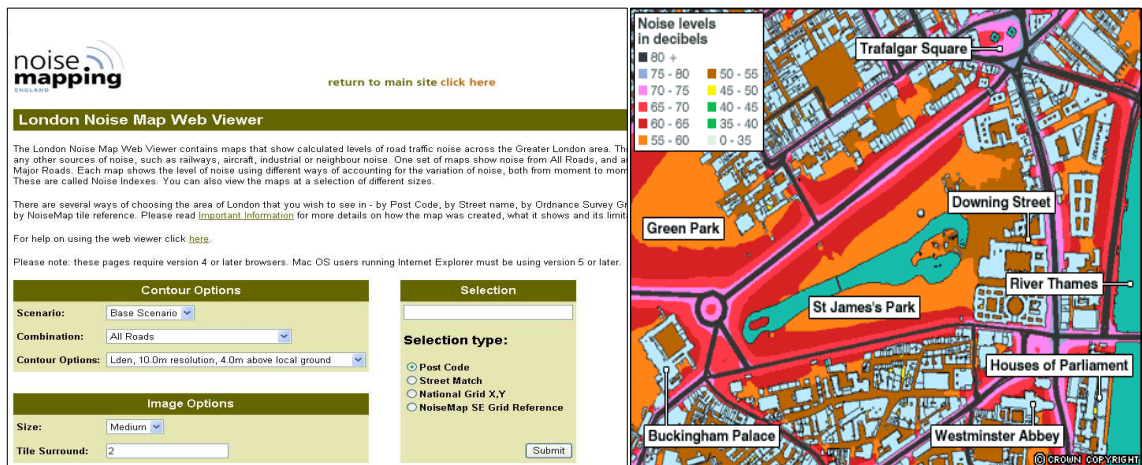 noise
mapping
ENGLAND
return to main site click here
London Noise Map Web Viewer
The London Noise Map Web Viewer contains maps that show calculated levels of road traffic noise across the Greater London area.
any other sources of noise, such as railways, aircraft, industrial or neighbour noise. One set of maps show noise from All Roads, and
Major Roads. Each map shows the level of noise using different ways of accounting for the variation of noise, both from moment to
These are called Noise Indexes. You can also view the maps at a selection of different sizes.
There are several ways of choosing the area of London that you wish to see in - by Post Code, by Street name, by Ordnance Survey
by NoiseMap tile reference. Please read Important Information for more details on how the map was created, what it shows and its
For help on using the web viewer click here.
Please note: these pages require version 4 or later browsers. Mac OS users running Internet Explorer must be using version 5 or later.
Contour Options
Scenario: Base Scenario
Combination: All Roads
Contour Options: Lden, 10.0m resolution, 4.0m above local ground
Image Options
Size: Medium
Tile Surround: 2
Selection
Selection type:
Post Code
Street Match
National Grid X,Y
NoiseMap SE Grid Reference
Submit
Noise levels
in decibels
80 +
75 - 80
70 - 75
65 - 70
60 - 65
55 - 60
50 - 55
45 - 50
40 - 45
35 - 40
0 - 35
Trafalgar Square
Downing Street
Green Park
River Thames
St James's Park
Houses of Parliament
Buckingham Palace
Westminster Abbey
© CROWN COPYRIGHT